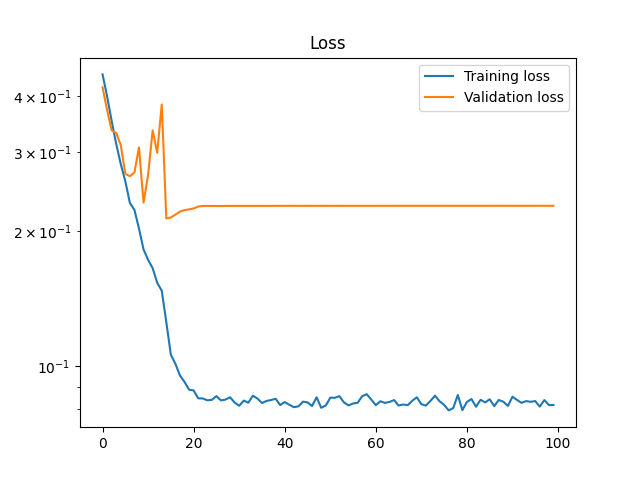 Loss
Training loss
Validation loss
4 × 10⁻¹
3 × 10⁻¹
2 × 10⁻¹
10⁻¹
0 20 40 60 80 100